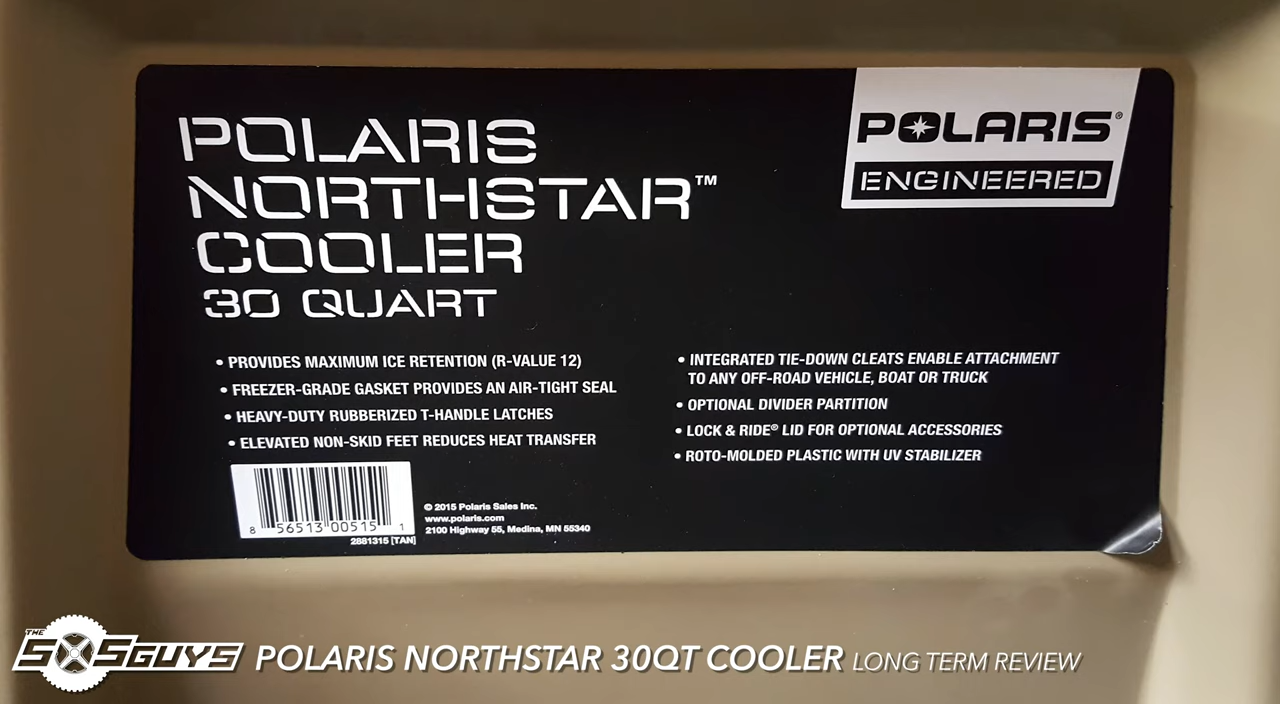 POLARIS
NORTHSTAR™
COOLER
30 QUART
POLARIS®
ENGINEERED
• PROVIDES MAXIMUM ICE RETENTION (R-VALUE 12)
• FREEZER-GRADE GASKET PROVIDES AN AIR-TIGHT SEAL
• HEAVY-DUTY RUBBERIZED T-HANDLE LATCHES
• ELEVATED NON-SKID FEET REDUCES HEAT TRANSFER
• INTEGRATED TIE-DOWN CLEATS ENABLE ATTACHMENT
TO ANY OFF-ROAD VEHICLE, BOAT OR TRUCK
• OPTIONAL DIVIDER PARTITION
• LOCK & RIDE® LID FOR OPTIONAL ACCESSORIES
• ROTO-MOLDED PLASTIC WITH UV STABILIZER
8 56513 00515 1
2881315 [TAN]
© 2015 Polaris Sales Inc.
www.polaris.com
2100 Highway 55, Medina, MN 55340
THE
SXSGUYS
POLARIS NORTHSTAR 30QT COOLER LONG TERM REVIEW